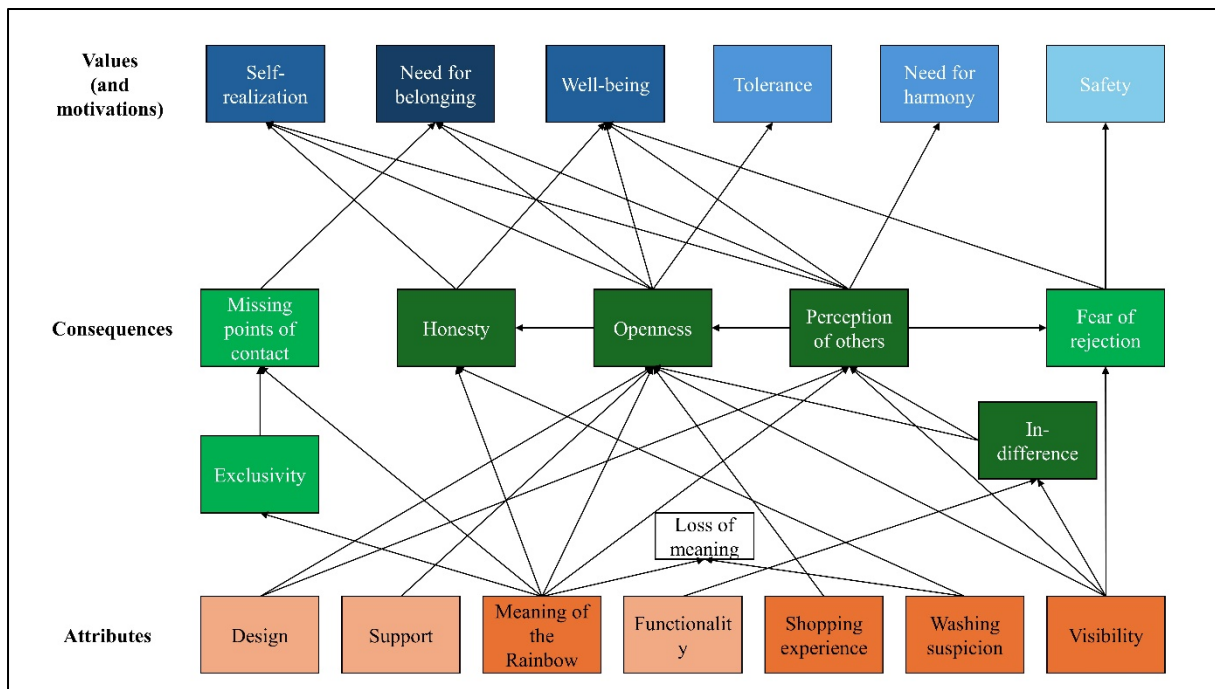 Values
(and
motivations)
Self-
realization
Need for
belonging
Well-being
Tolerance
Need for
harmony
Safety
Consequences
Missing
points of
contact
Honesty
Openness
Perception
of others
Fear of
rejection
Exclusivity
In-
difference
Loss of
meaning
Attributes
Design
Support
Meaning of
the
Rainbow
Functionalit
y
Shopping
experience
Washing
suspicion
Visibility